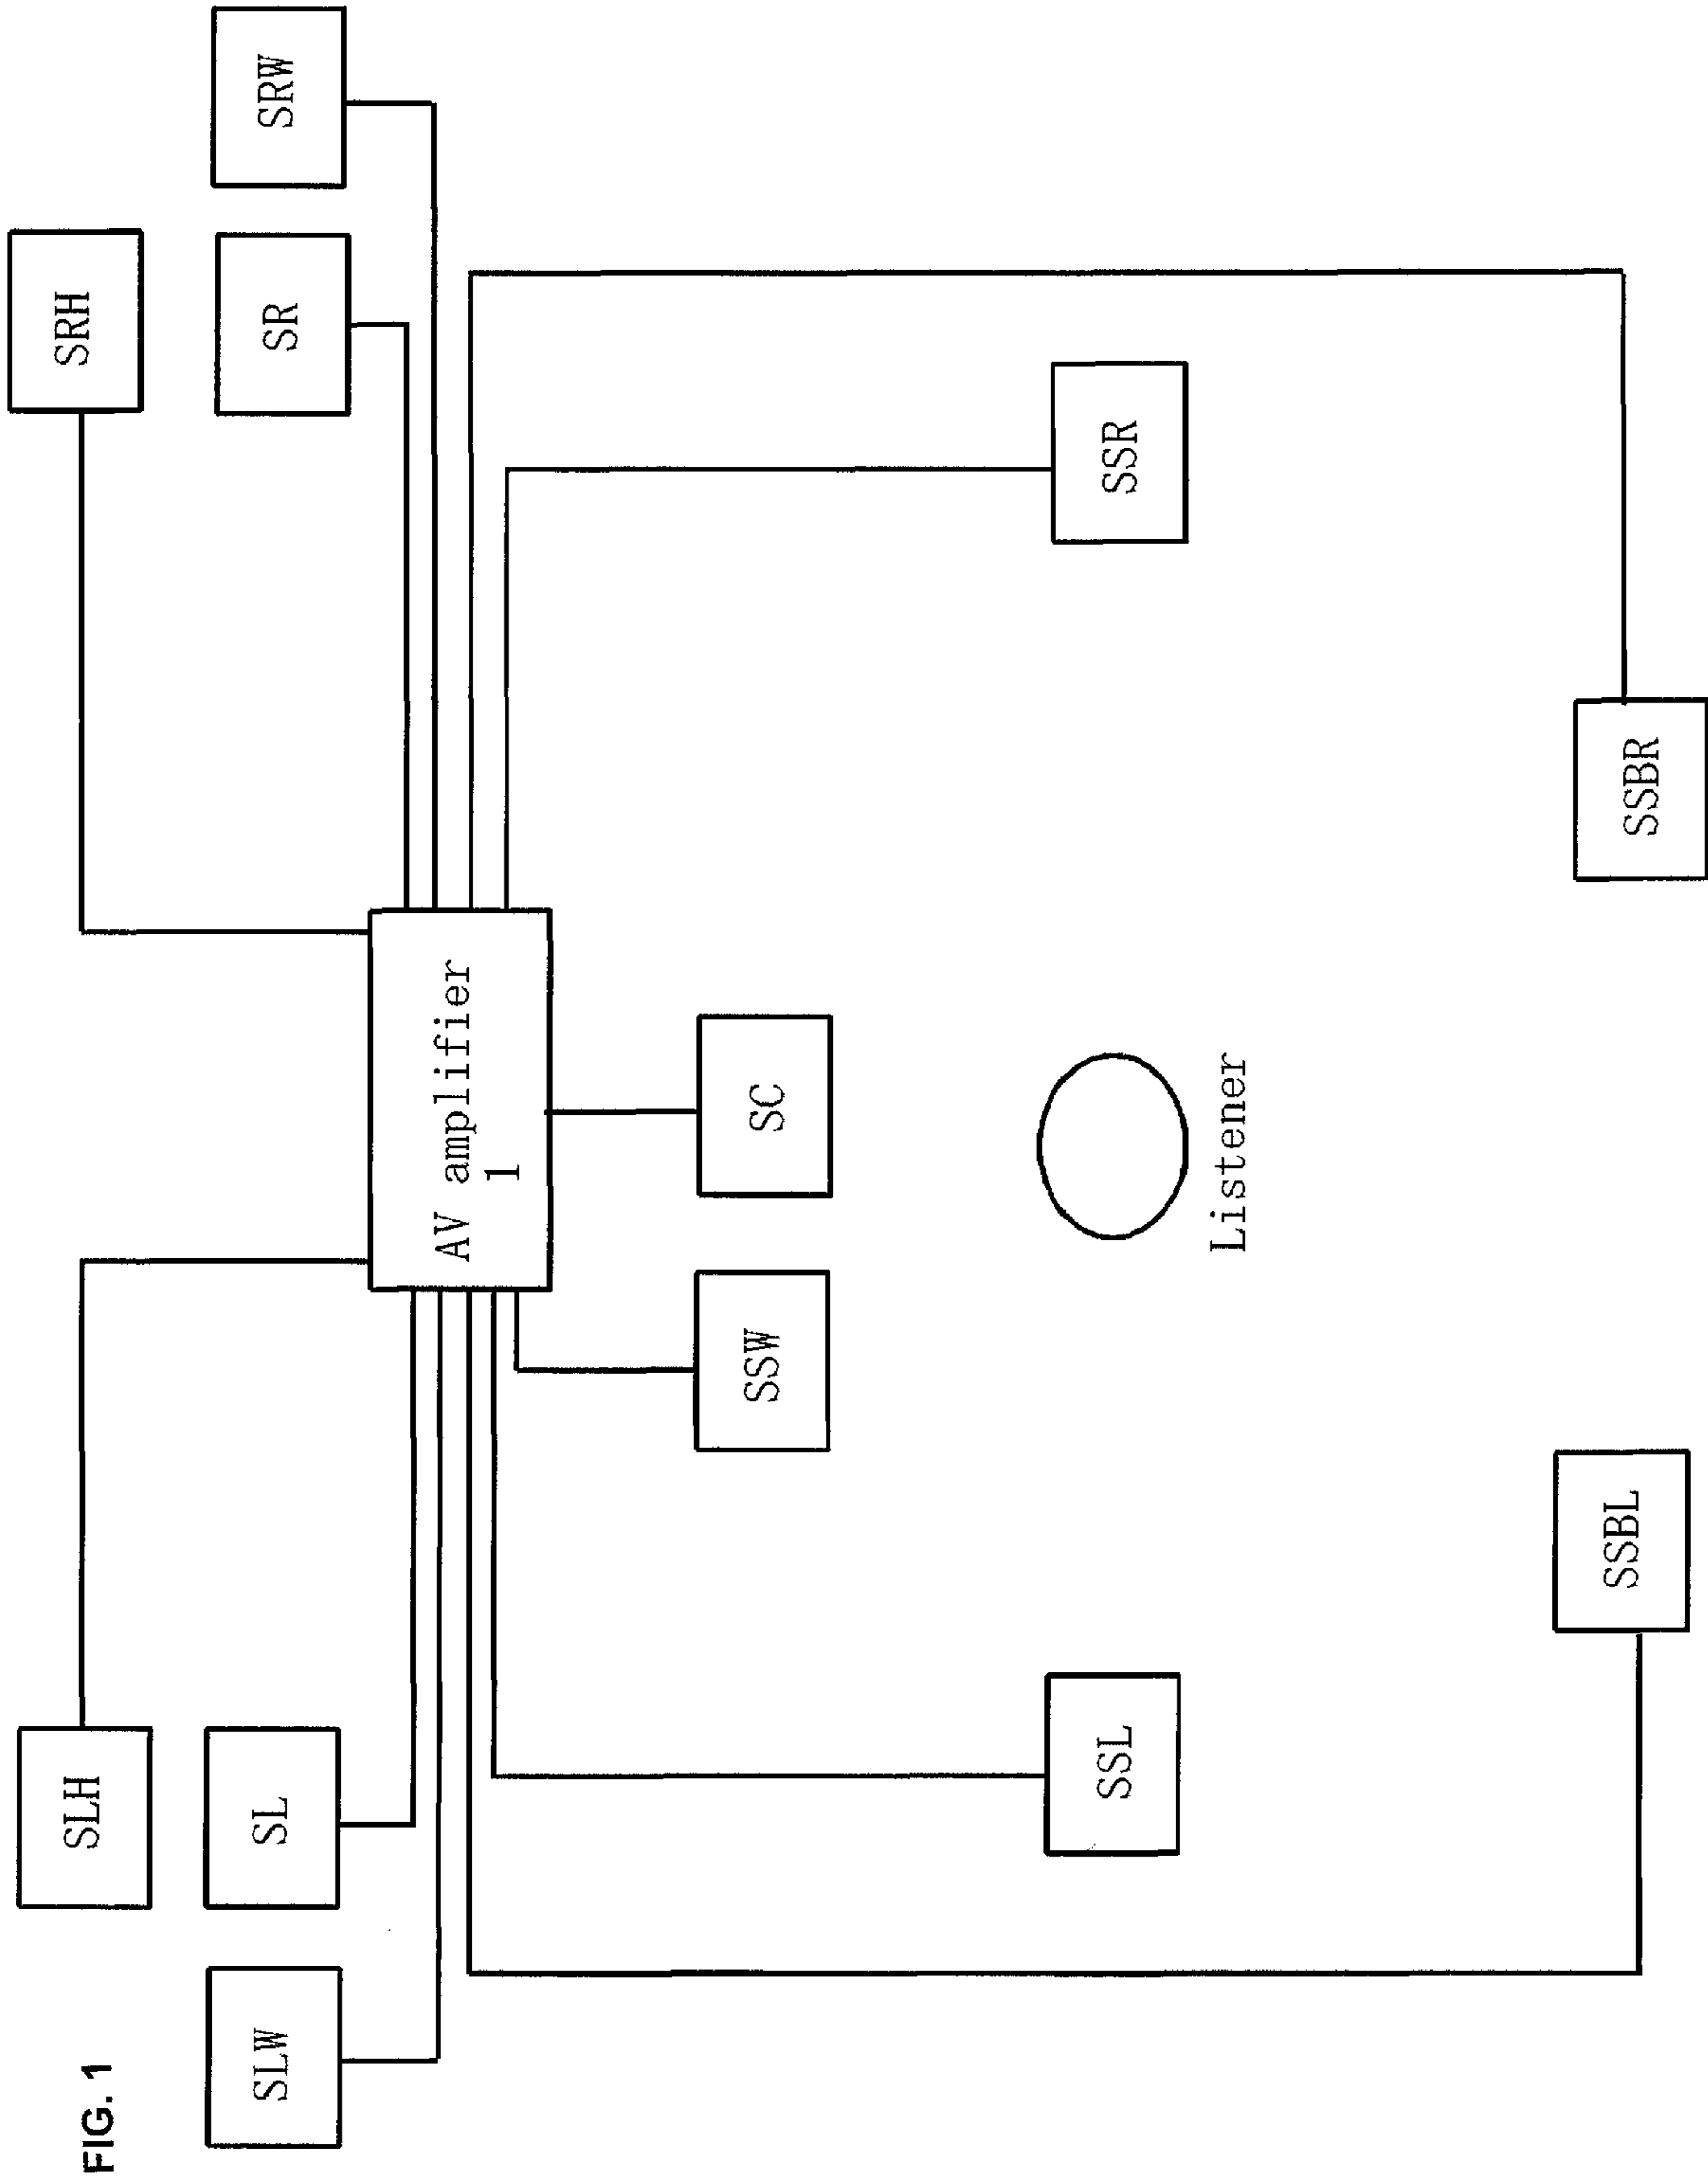 FIG. 1
SLH
SRH
SLW
SL
SR
SRW
AV amplifier
1
SSW
SC
SSL
Listener
SSR
SSBL
SSBR